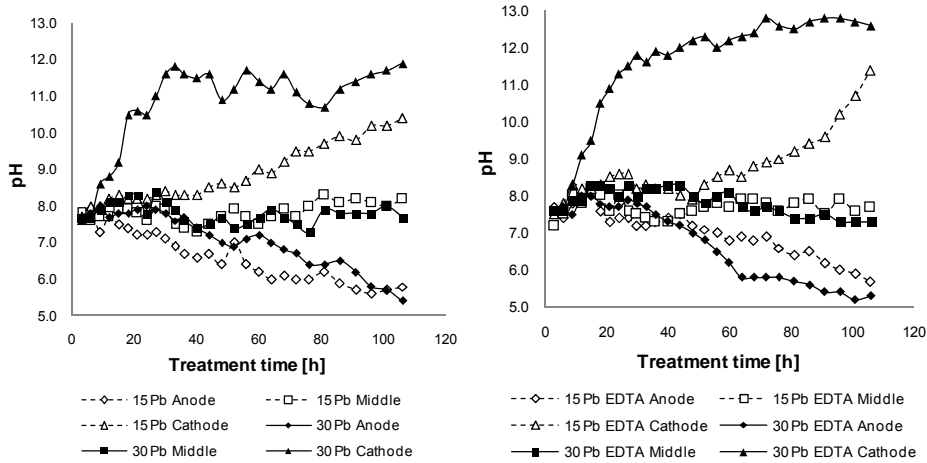 13.0
12.0
11.0
10.0
9.0
8.0
7.0
6.0
5.0
pH
0 20 40 60 80 100 120
Treatment time [h]
15 Pb Anode 15 Pb Middle
15 Pb Cathode 30 Pb Anode
30 Pb Middle 30 Pb Cathode
13.0
12.0
11.0
10.0
9.0
8.0
7.0
6.0
5.0
pH
0 20 40 60 80 100 120
Treatment time [h]
15 Pb EDTA Anode 15 Pb EDTA Middle
15 Pb EDTA Cathode 30 Pb EDTA Anode
30 Pb EDTA Middle 30 Pb EDTA Cathode